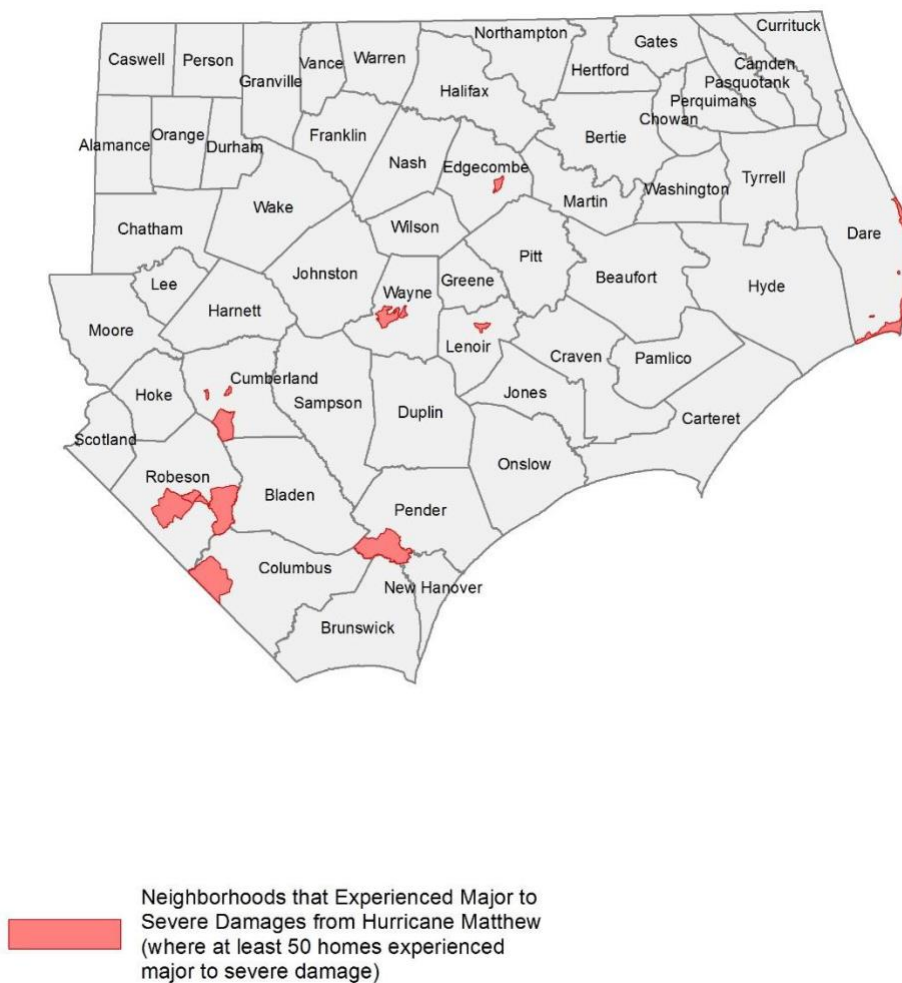 Currituck
Northampton
Gates
Caswell
Person
Vance
Warren
Camden
Hertford
Granville
Halifax
Pasquotank
Perquimans
Chowan
Orange
Franklin
Bertie
Alamance
Durham
Nash
Edgecombe
Tyrrell
Washington
Martin
Wake
Wilson
Chatham
Dare
Pitt
Johnston
Greene
Beaufort
Lee
Wayne
Hyde
Harnett
Moore
Lenoir
Craven
Pamlico
Cumberland
Hoke
Jones
Sampson
Duplin
Carteret
Scotland
Onslow
Robeson
Bladen
Pender
Columbus
New Hanover
Brunswick
Neighborhoods that Experienced Major to
Severe Damages from Hurricane Matthew
(where at least 50 homes experienced
major to severe damage)